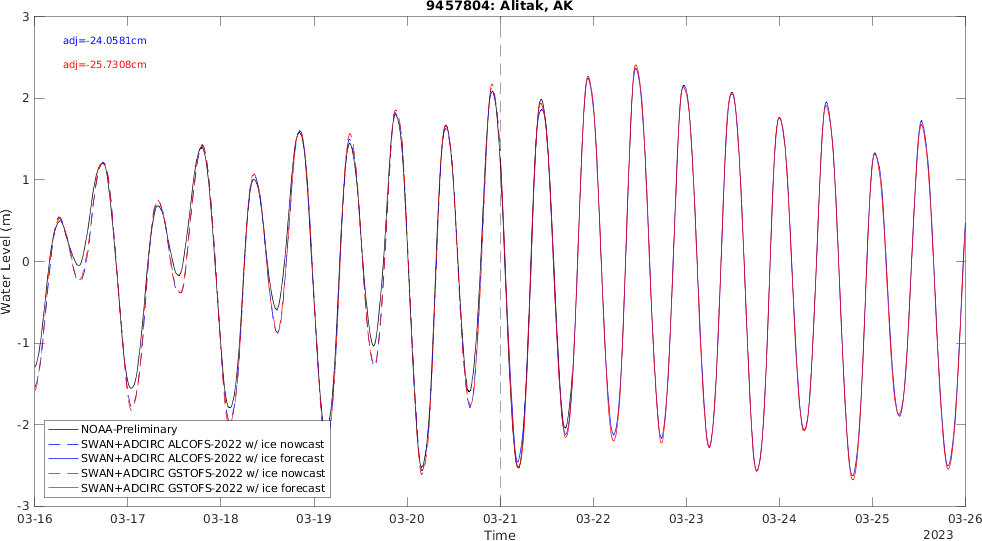 9457804: Alitak, AK
adj=-24.0581cm
adj=-25.7308cm
Water Level (m)
3
2
1
0
-1
-2
-3
NOAA-Preliminary
SWAN+ADCIRC ALCOFS-2022 w/ ice nowcast
SWAN+ADCIRC ALCOFS-2022 w/ ice forecast
SWAN+ADCIRC GSTOFS-2022 w/ ice nowcast
SWAN+ADCIRC GSTOFS-2022 w/ ice forecast
03-16 03-17 03-18 03-19 03-20 03-21 03-22 03-23 03-24 03-25 03-26
Time
2023